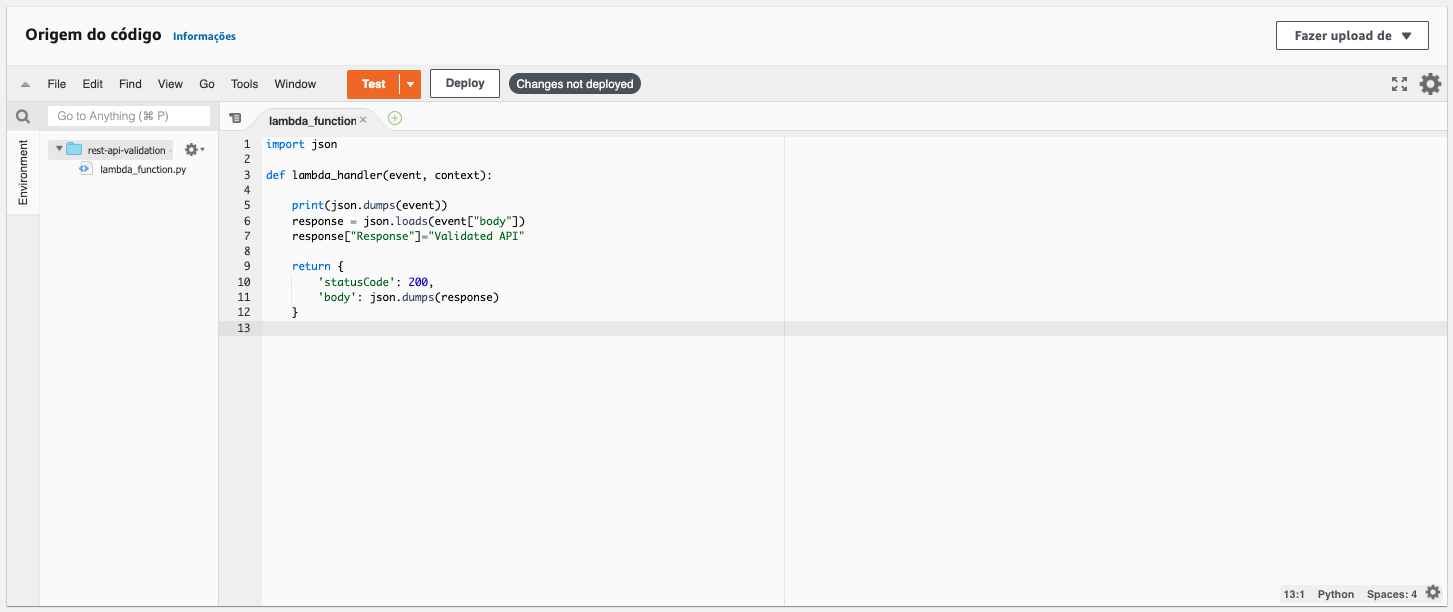 Origem do código Informações Fazer upload de
File Edit Find View Go Tools Window Test Deploy Changes not deployed
Go to Anything (⌘ P) lambda_function
Environment
rest-api-validation
lambda_function.py
1 import json
2
3 def lambda_handler(event, context):
4
5     print(json.dumps(event))
6     response = json.loads(event["body"])
7     response["Response"]="Validated API"
8
9     return {
10         'statusCode': 200,
11         'body': json.dumps(response)
12     }
13
13:1 Python Spaces: 4